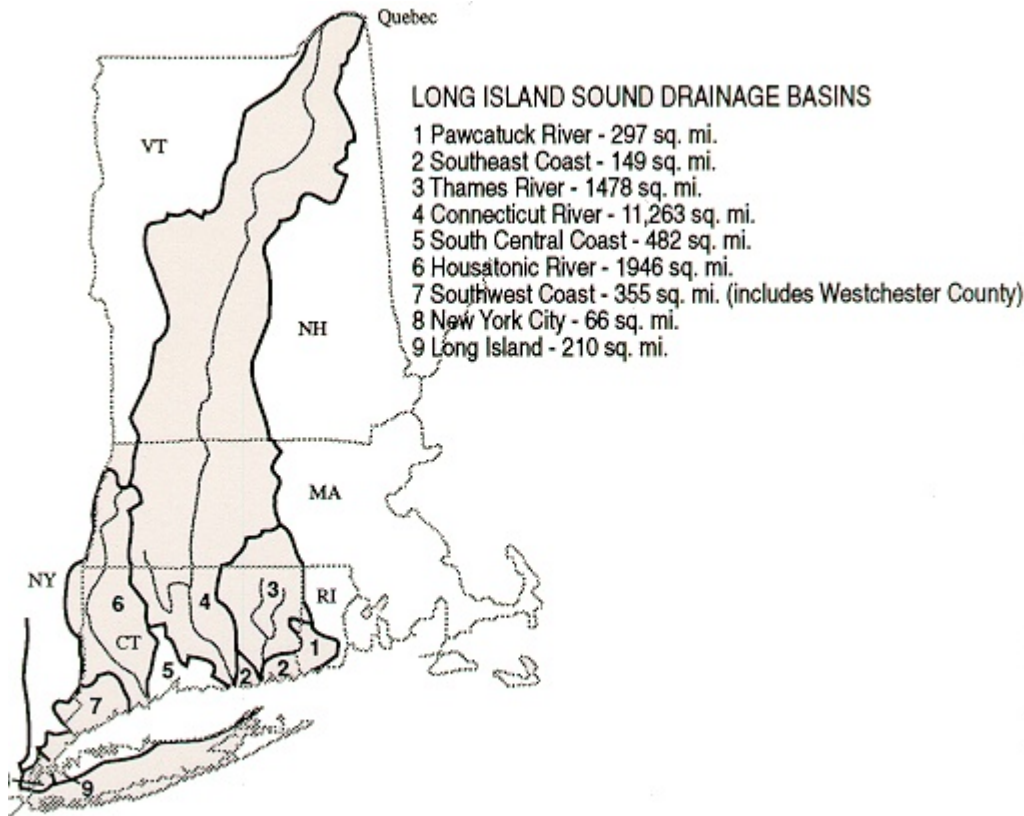 Quebec
LONG ISLAND SOUND DRAINAGE BASINS
1 Pawcatuck River - 297 sq. mi.
2 Southeast Coast - 149 sq. mi.
3 Thames River - 1478 sq. mi.
4 Connecticut River - 11,263 sq. mi.
5 South Central Coast - 482 sq. mi.
6 Housatonic River - 1946 sq. mi.
7 Southwest Coast - 355 sq. mi. (includes Westchester County)
8 New York City - 66 sq. mi.
9 Long Island - 210 sq. mi.
VT
NH
MA
NY
RI
CT
6
4
3
1
5
2
2
7
9